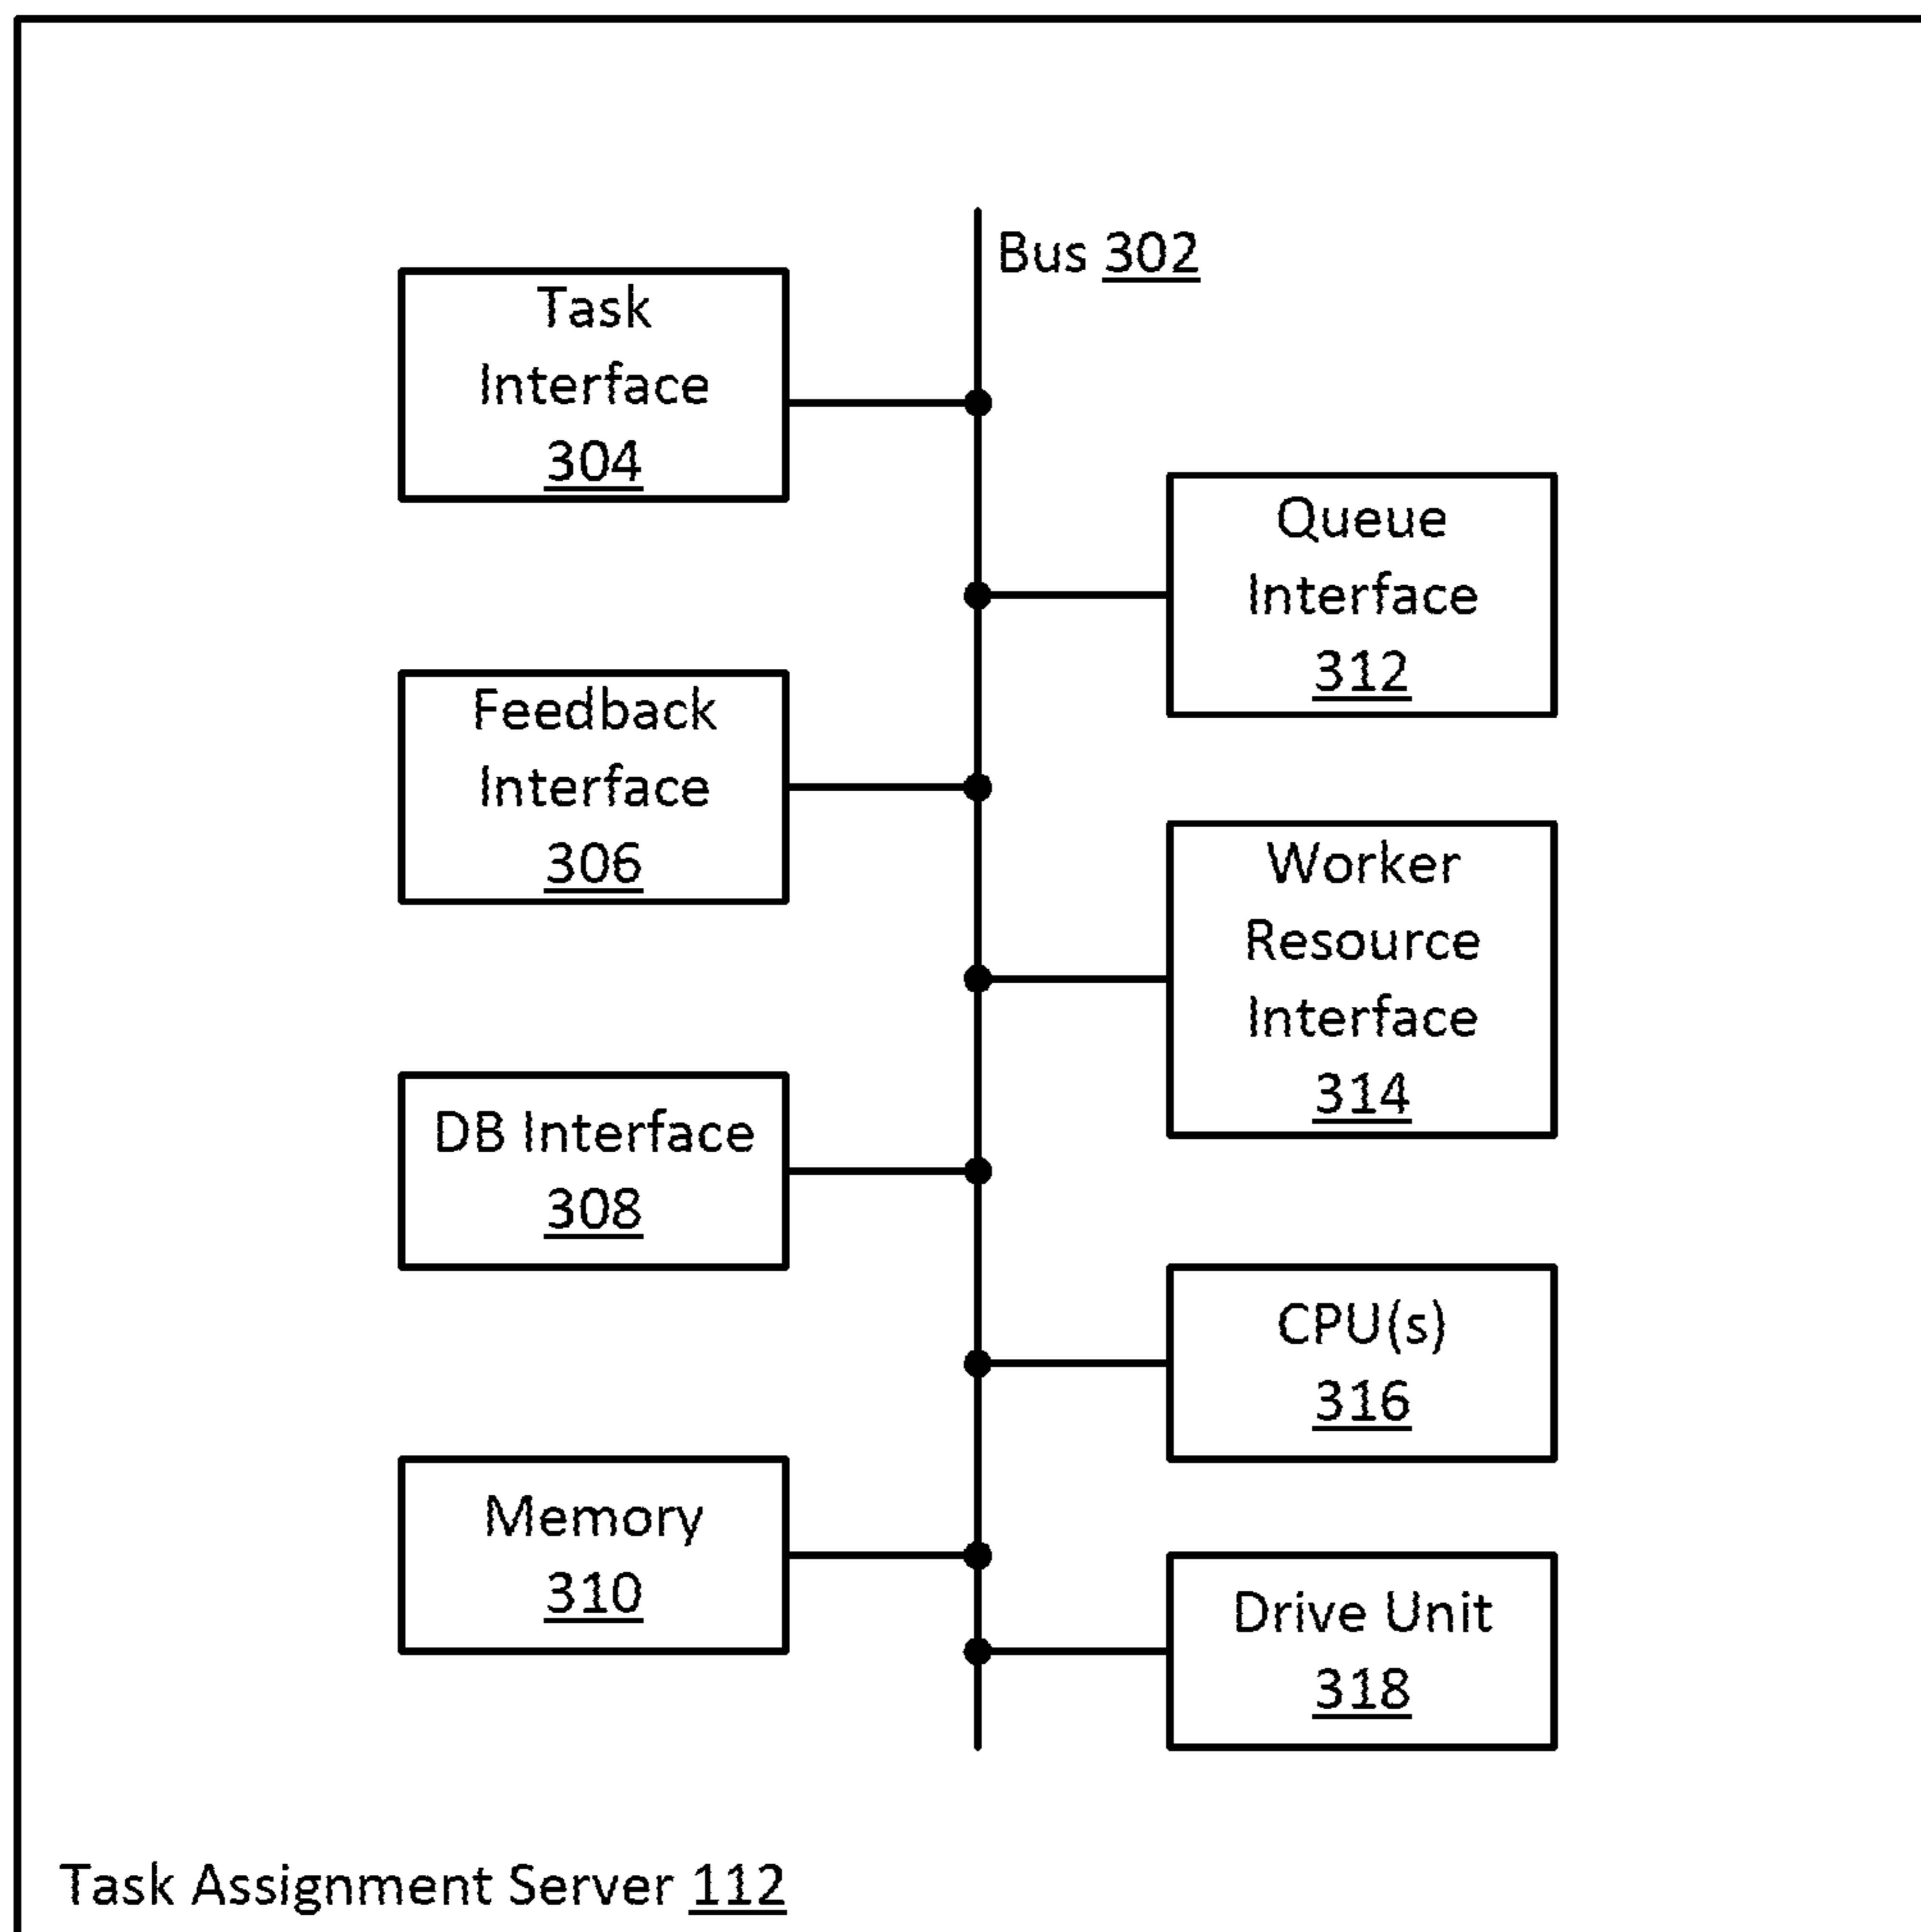 Bus 302
Task
Interface
304
Queue
Interface
312
Feedback
Interface
306
Worker
Resource
Interface
314
DB Interface
308
CPU(s)
316
Memory
310
Drive Unit
318
Task Assignment Server 112